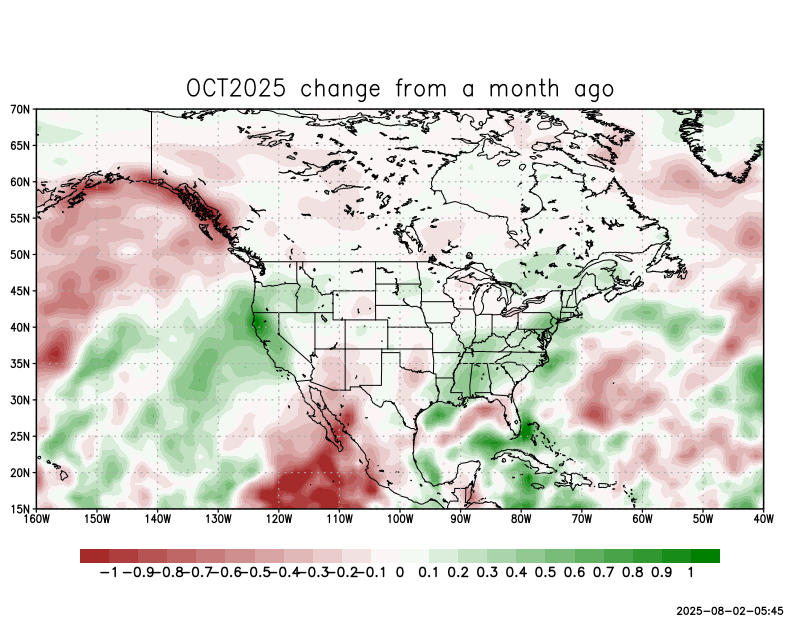 OCT2025 change from a month ago
70N
65N
60N
55N
50N
45N
40N
35N
30N
25N
20N
15N
160W 150W 140W 130W 120W 110W 100W 90W 80W 70W 60W 50W 40W
-1 -0.9 -0.8 -0.7 -0.6 -0.5 -0.4 -0.3 -0.2 -0.1 0 0.1 0.2 0.3 0.4 0.5 0.6 0.7 0.8 0.9 1
2025-08-02-05:45